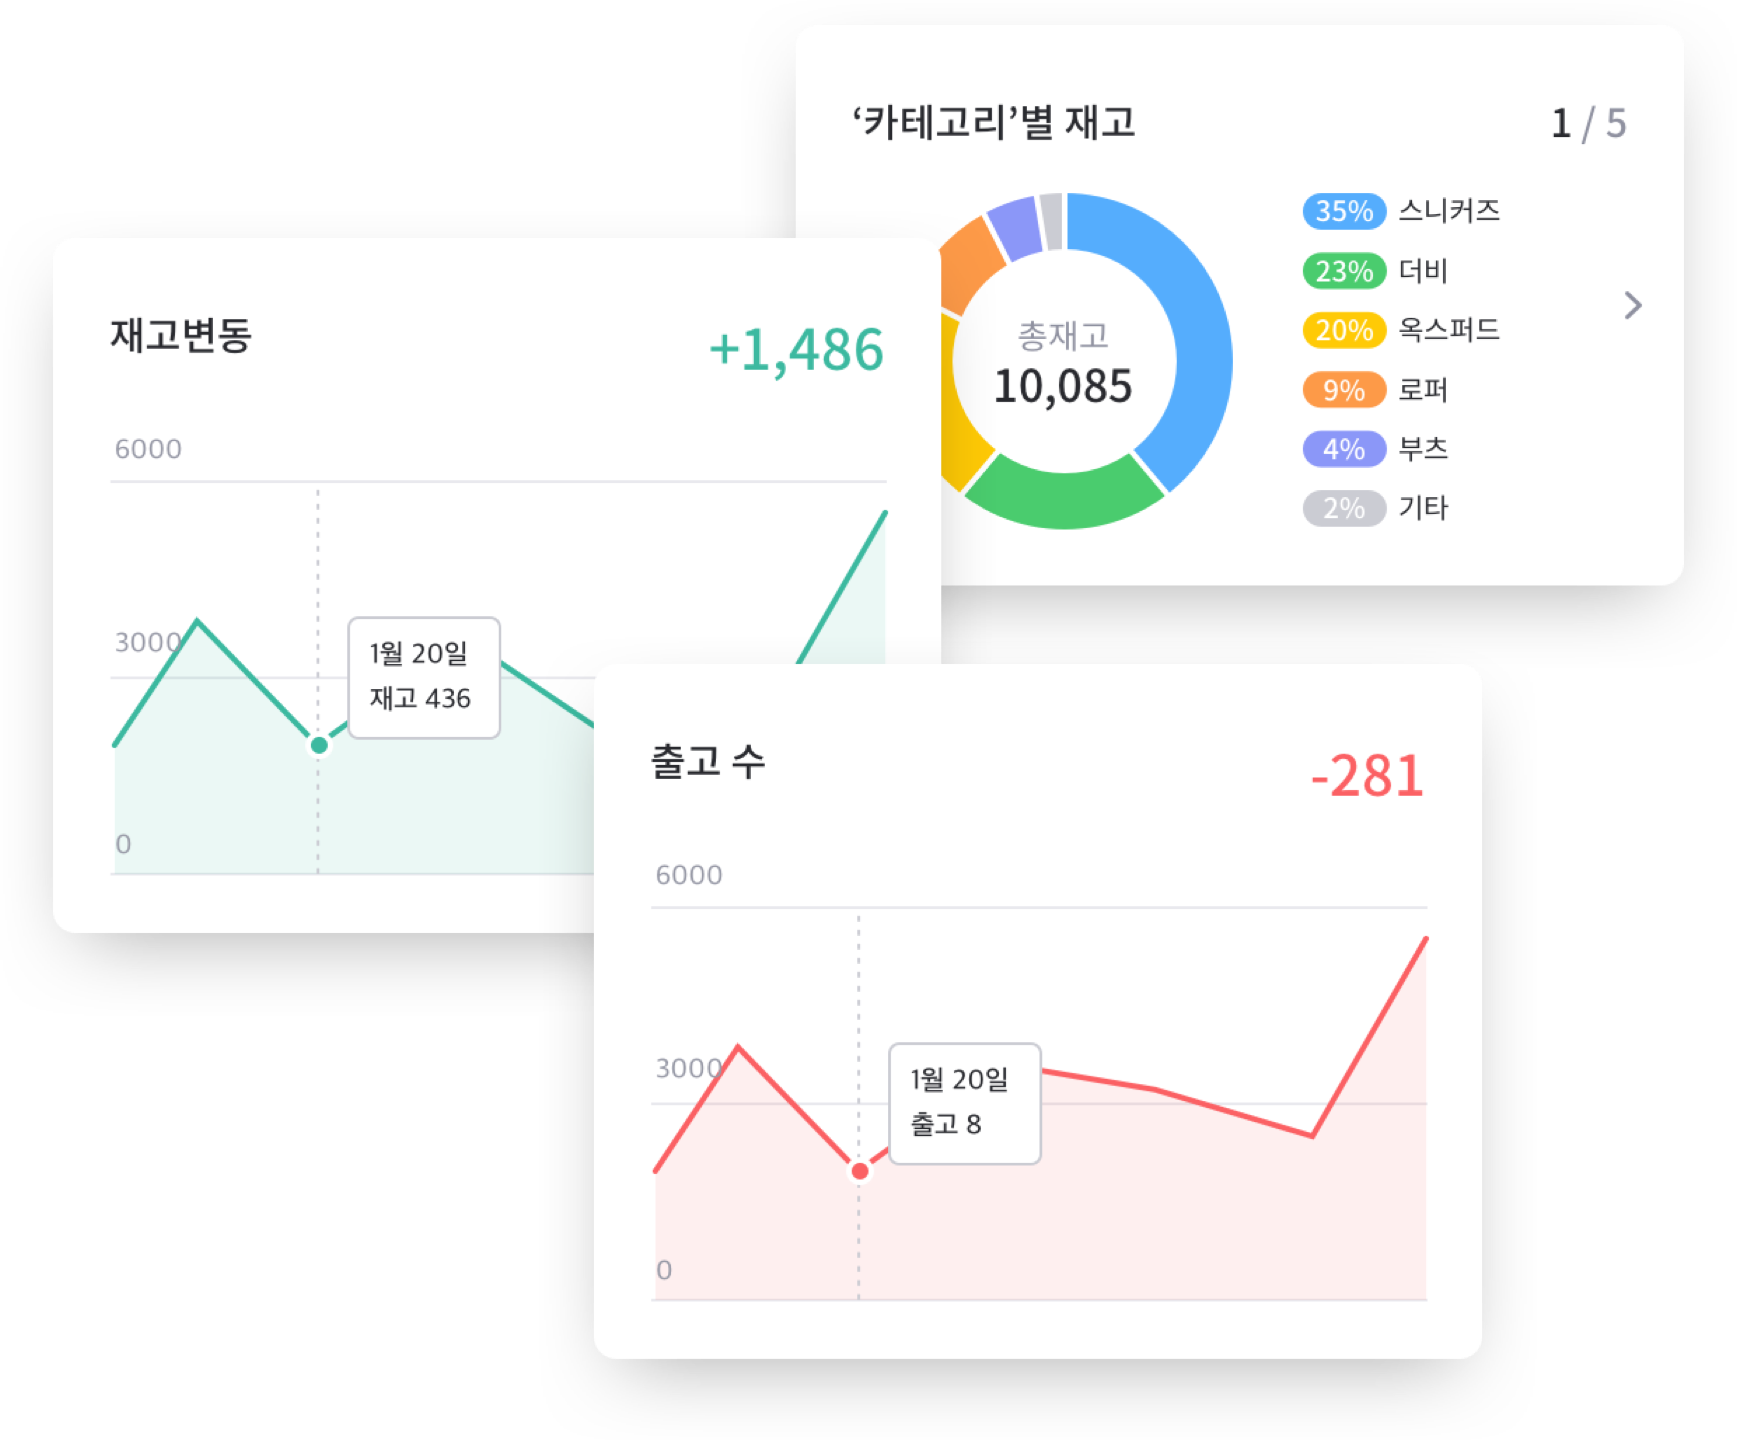 ‘카테고리’별 재고
1 / 5
총재고
10,085
35% 스니커즈
23% 더비
20% 옥스퍼드
9% 로퍼
4% 부츠
2% 기타
재고변동
+1,486
6000
3000
0
1월 20일
재고 436
출고 수
-281
6000
3000
0
1월 20일
출고 8